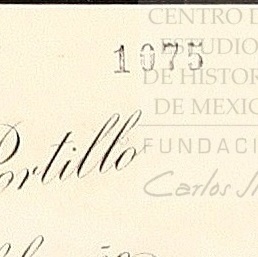 CENTRO D
ESTUDIO
DE HISTOR
DE MEXIC
FUNDACI
Carlos
1075
Portillo